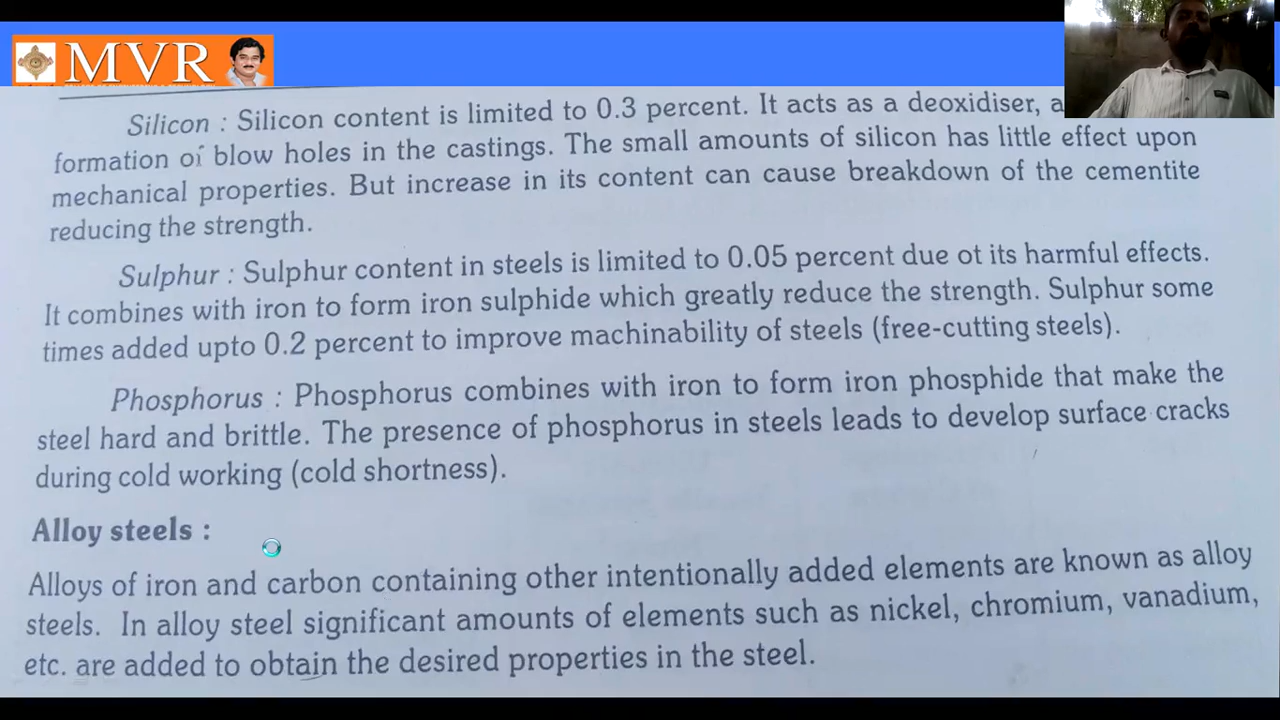 MVR
Silicon : Silicon content is limited to 0.3 percent. It acts as a deoxidiser, a
formation of blow holes in the castings. The small amounts of silicon has little effect upon
mechanical properties. But increase in its content can cause breakdown of the cementite
reducing the strength.
Sulphur : Sulphur content in steels is limited to 0.05 percent due ot its harmful effects.
It combines with iron to form iron sulphide which greatly reduce the strength. Sulphur some
times added upto 0.2 percent to improve machinability of steels (free-cutting steels).
Phosphorus : Phosphorus combines with iron to form iron phosphide that make the
steel hard and brittle. The presence of phosphorus in steels leads to develop surface cracks
during cold working (cold shortness).
Alloy steels :
Alloys of iron and carbon containing other intentionally added elements are known as alloy
steels. In alloy steel significant amounts of elements such as nickel, chromium, vanadium,
etc. are added to obtain the desired properties in the steel.